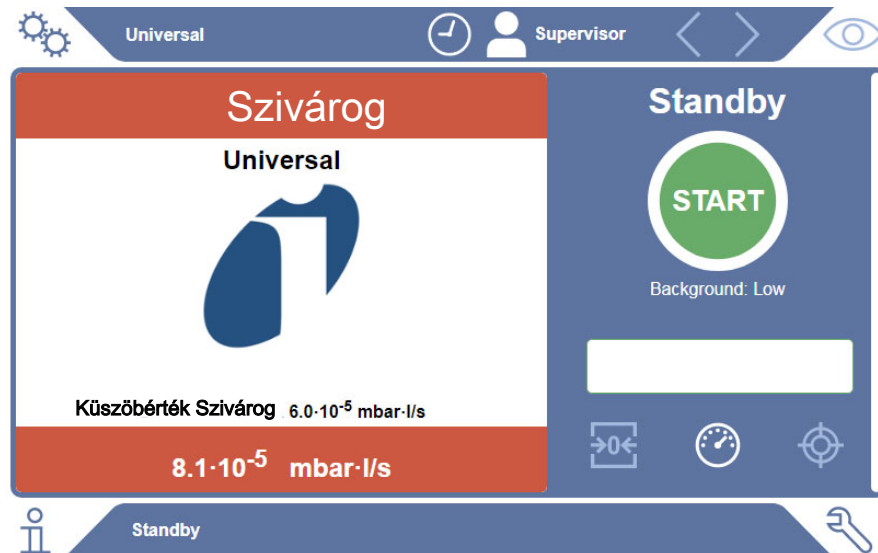 Universal
Supervisor
Szivárog
Universal
Küszöbérték Szivárog 6.0·10⁻⁵ mbar·l/s
8.1·10⁻⁵ mbar·l/s
Standby
START
Background: Low
→0←
Standby